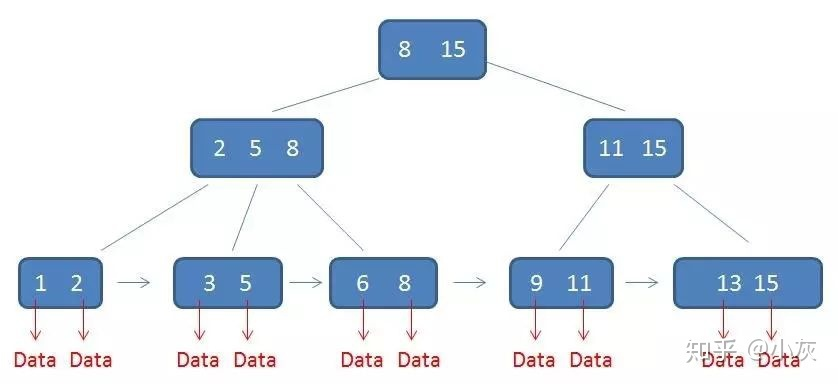 8 15
2 5 8
11 15
1 2
3 5
6 8
9 11
13 15
Data Data Data Data Data Data Data Data Data Data
知乎 @小灰